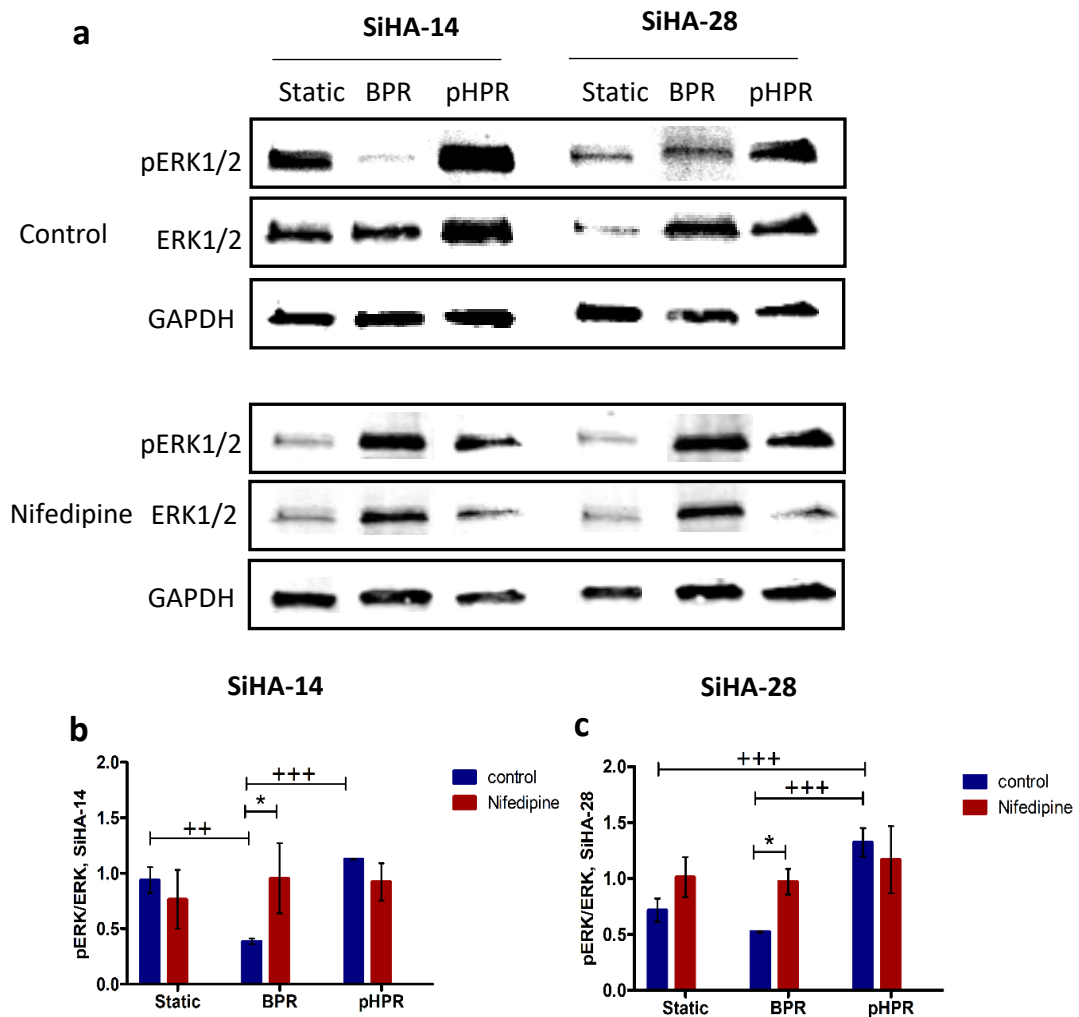 a
SiHA-14 SiHA-28
Static BPR pHPR Static BPR pHPR
pERK1/2
Control ERK1/2
GAPDH
pERK1/2
Nifedipine ERK1/2
GAPDH
SiHA-14 SiHA-28
b
pERK/ERK, SiHA-14
2.0
1.5
1.0
0.5
0.0
+++
*
++
control
Nifedipine
Static BPR pHPR
c
pERK/ERK, SiHA-28
2.0
1.5
1.0
0.5
0.0
+++
+++
*
control
Nifedipine
Static BPR pHPR